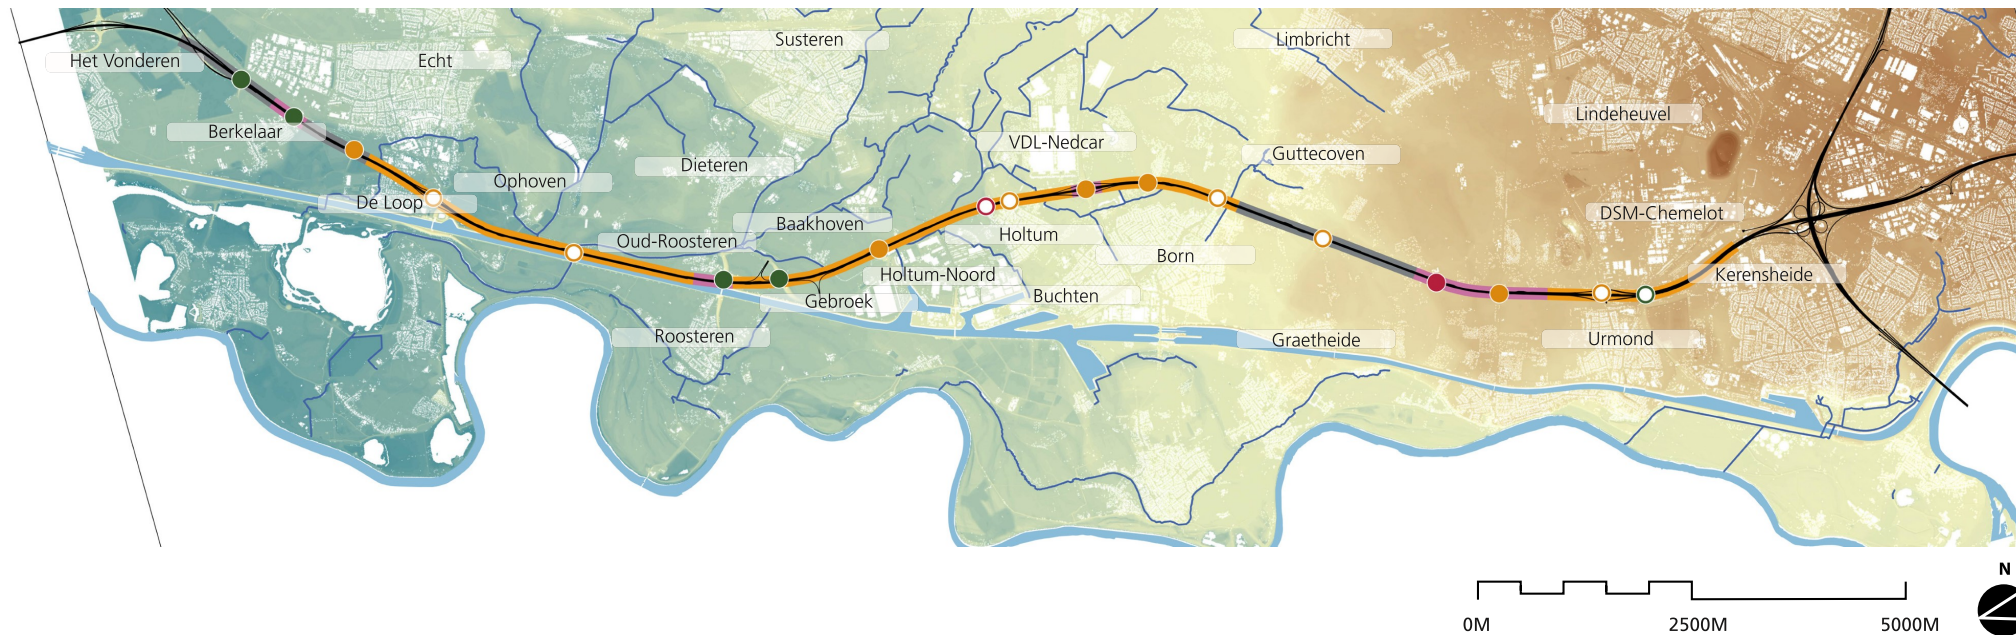 Susteren
Limbricht
Het Vonderen
Echt
Lindeheuvel
Berkelaar
VDL-Nedcar
Guttecoven
Dieteren
Ophoven
De Loop
DSM-Chemelot
Baakhoven
Oud-Roosteren
Holtum
Born
Holtum-Noord
Kerensheide
Gebroek
Buchten
Roosteren
Graetheide
Urmond
N
0M
2500M
5000M